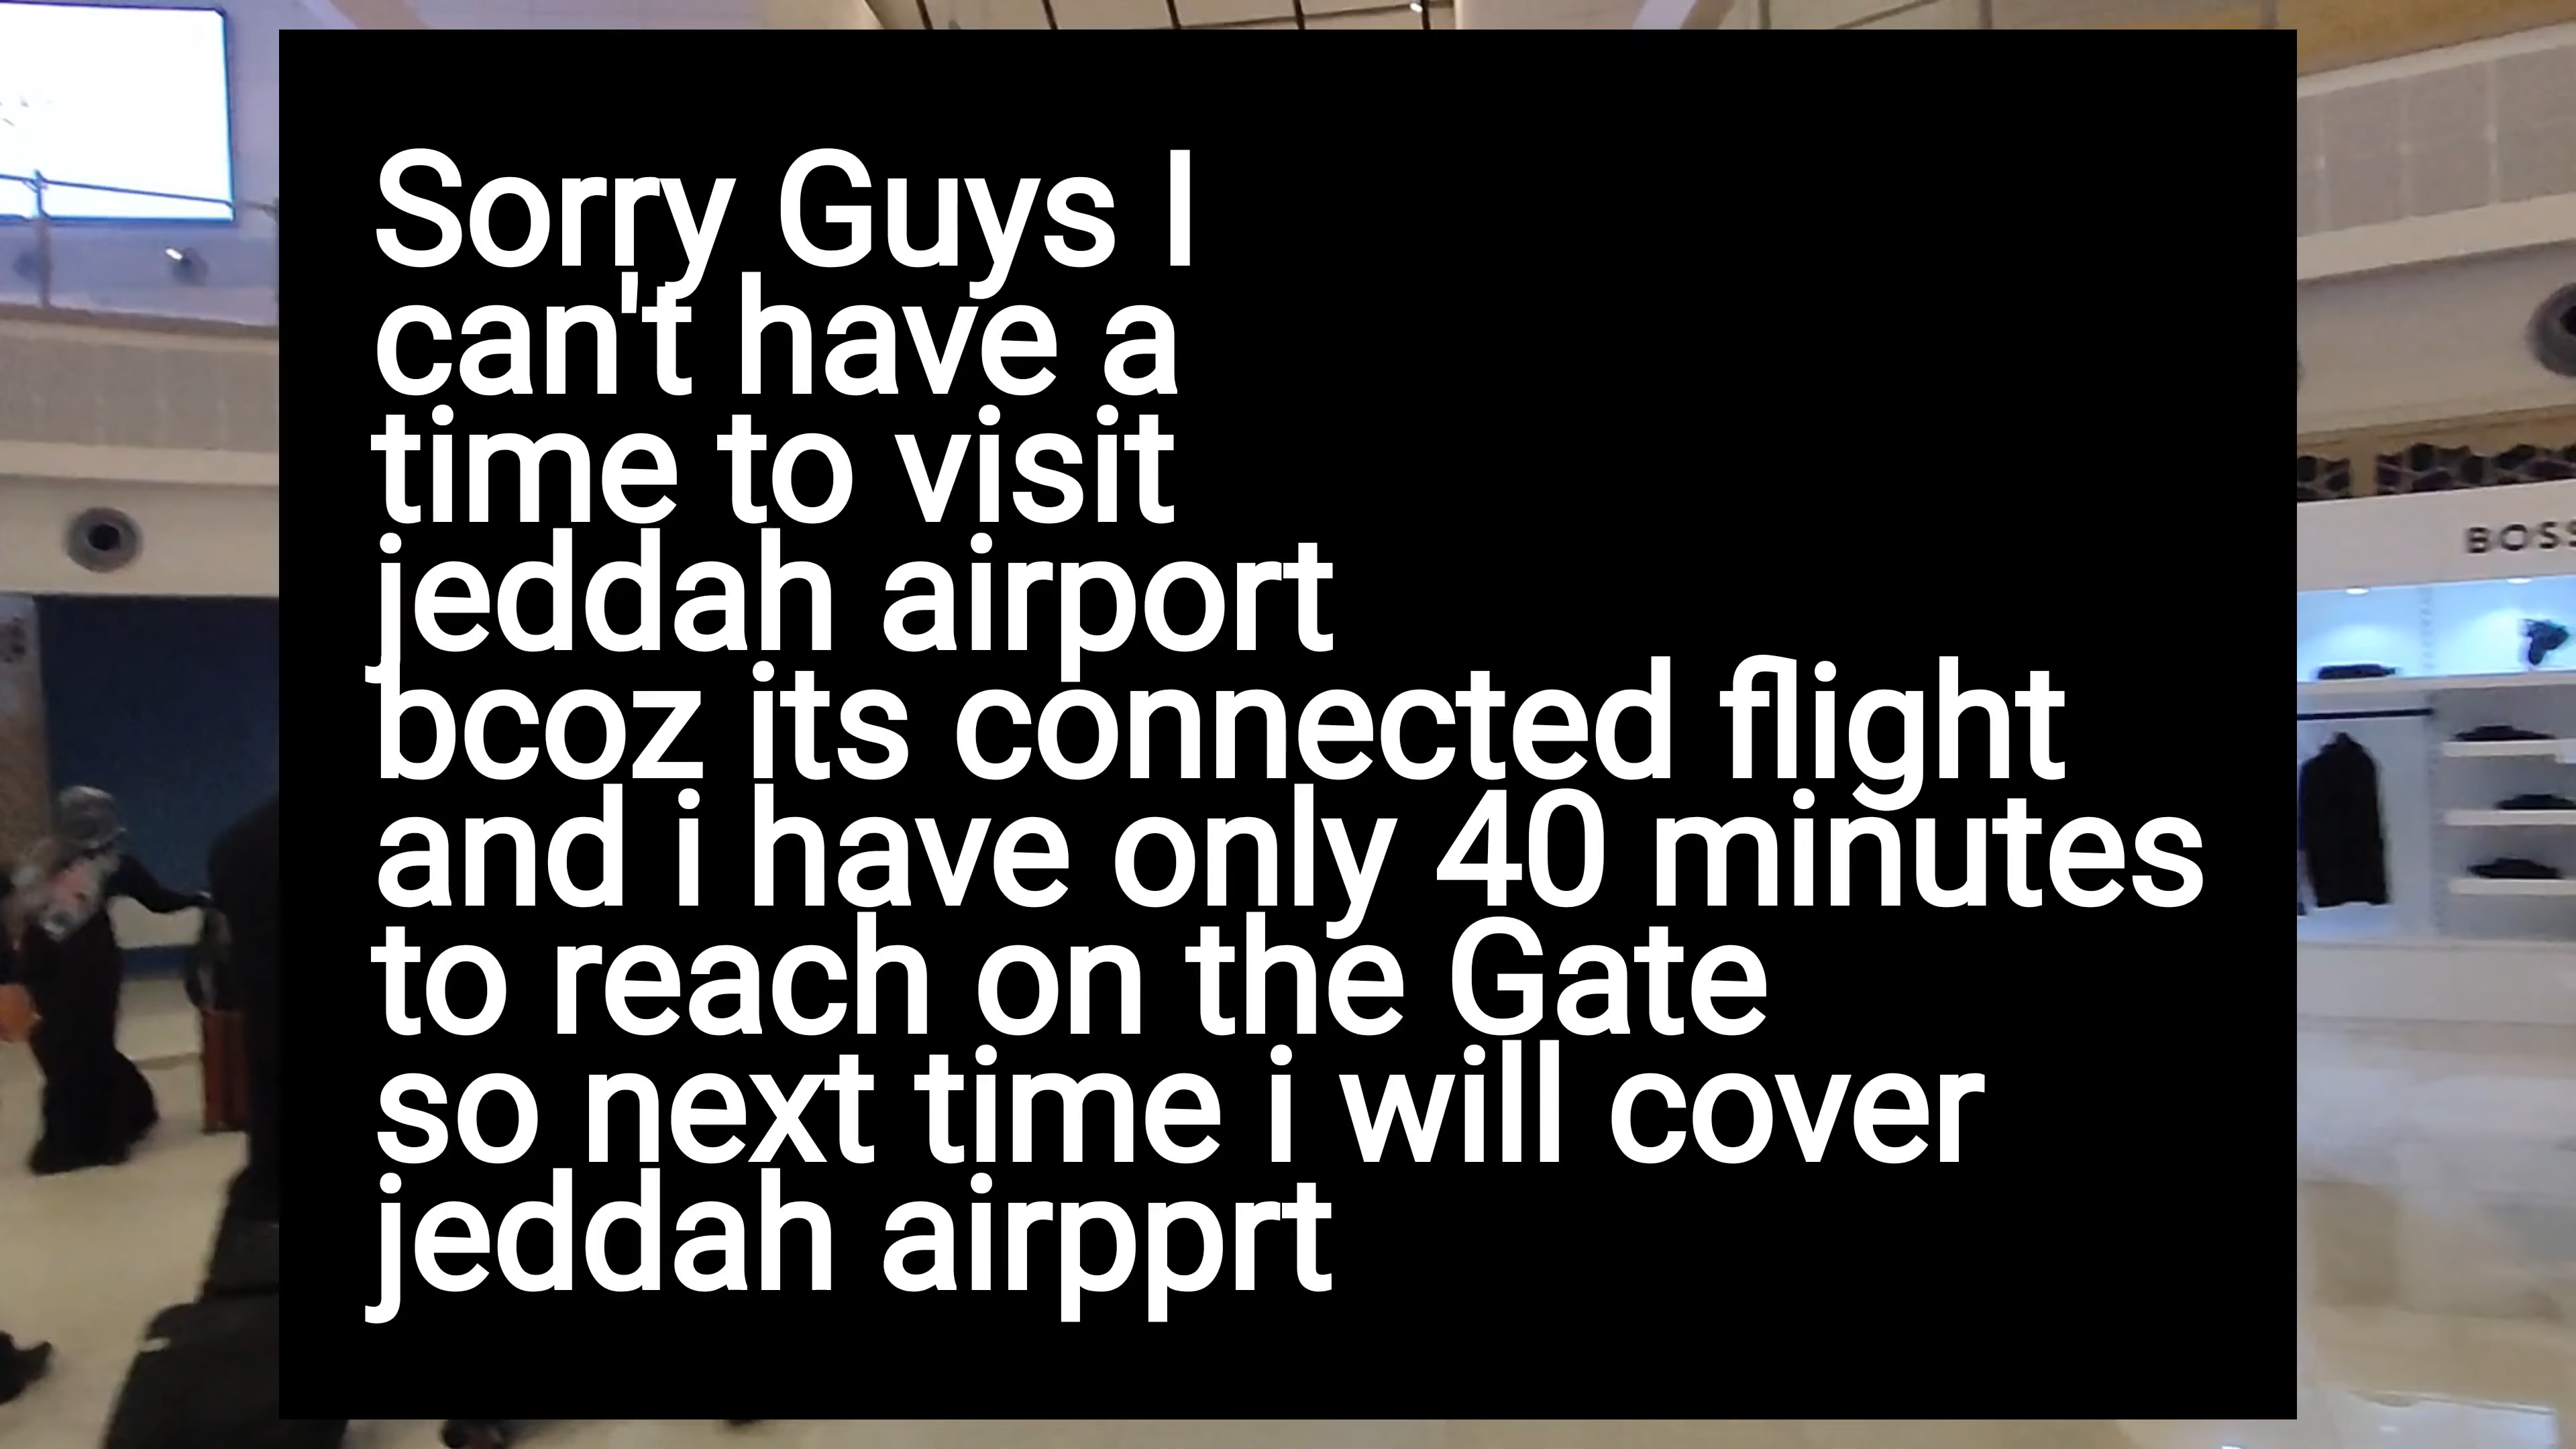 Sorry Guys I
can't have a
time to visit
jeddah airport
bcoz its connected flight
and i have only 40 minutes
to reach on the Gate
so next time i will cover
jeddah airpprt
BOSS